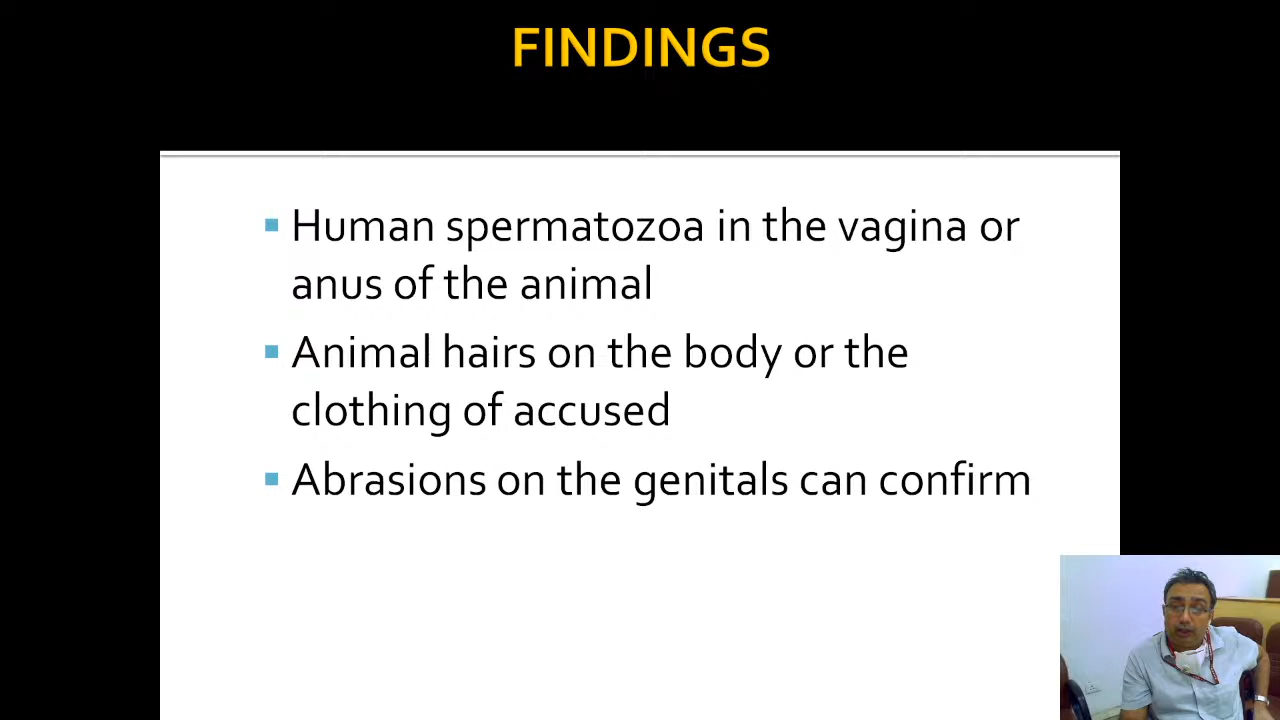 FINDINGS
Human spermatozoa in the vagina or
anus of the animal
Animal hairs on the body or the
clothing of accused
Abrasions on the genitals can confirm